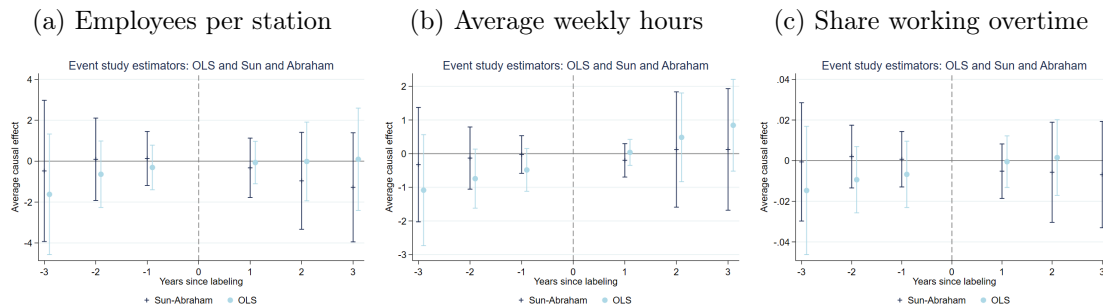 (a) Employees per station
(b) Average weekly hours
(c) Share working overtime
Event study estimators: OLS and Sun and Abraham
Average causal effect
4
2
0
-2
-4
-3
-2
-1
0
1
2
3
Years since labeling
Sun-Abraham
OLS
Event study estimators: OLS and Sun and Abraham
Average causal effect
2
1
0
-1
-2
-3
-3
-2
-1
0
1
2
3
Years since labeling
Sun-Abraham
OLS
Event study estimators: OLS and Sun and Abraham
Average causal effect
.04
.02
0
-.02
-.04
-3
-2
-1
0
1
2
3
Years since labeling
Sun-Abraham
OLS